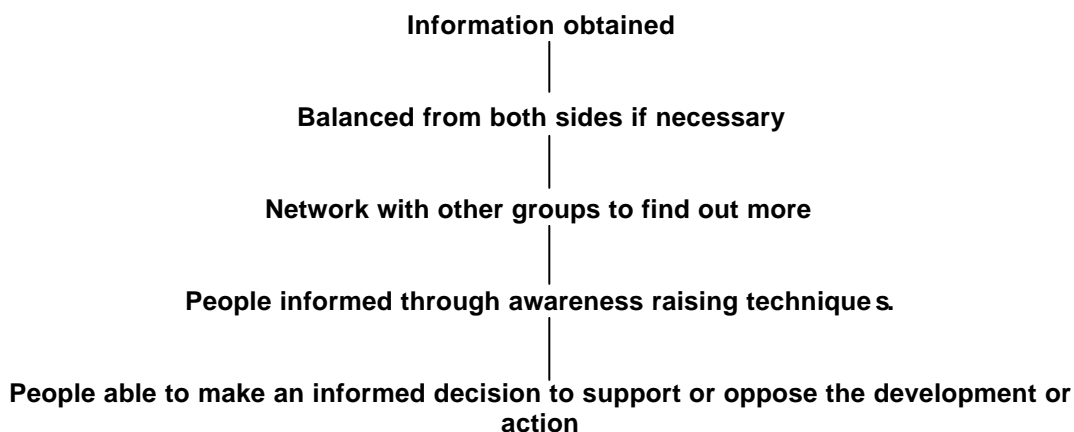 Information obtained
Balanced from both sides if necessary
Network with other groups to find out more
People informed through awareness raising techniques.
People able to make an informed decision to support or oppose the development or
action